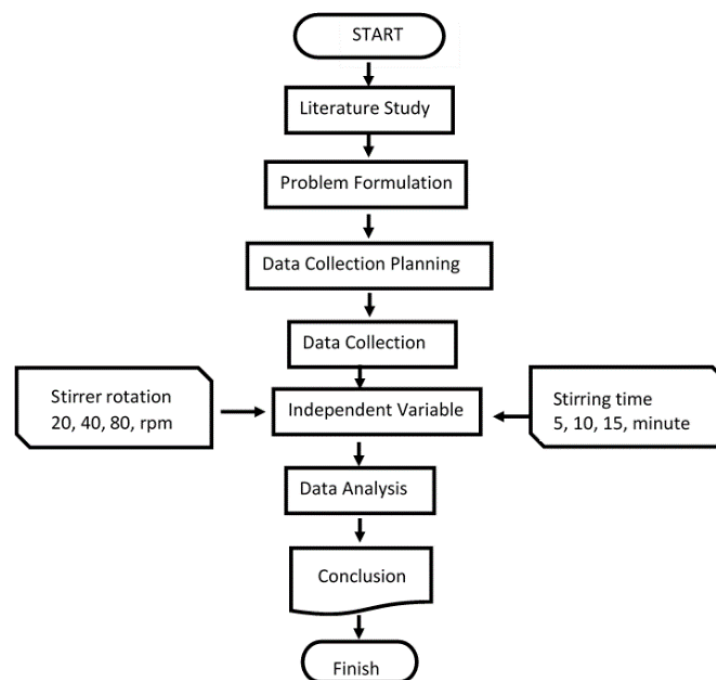 START
Literature Study
Problem Formulation
Data Collection Planning
Data Collection
Stirrer rotation
20, 40, 80, rpm
Independent Variable
Stirring time
5, 10, 15, minute
Data Analysis
Conclusion
Finish